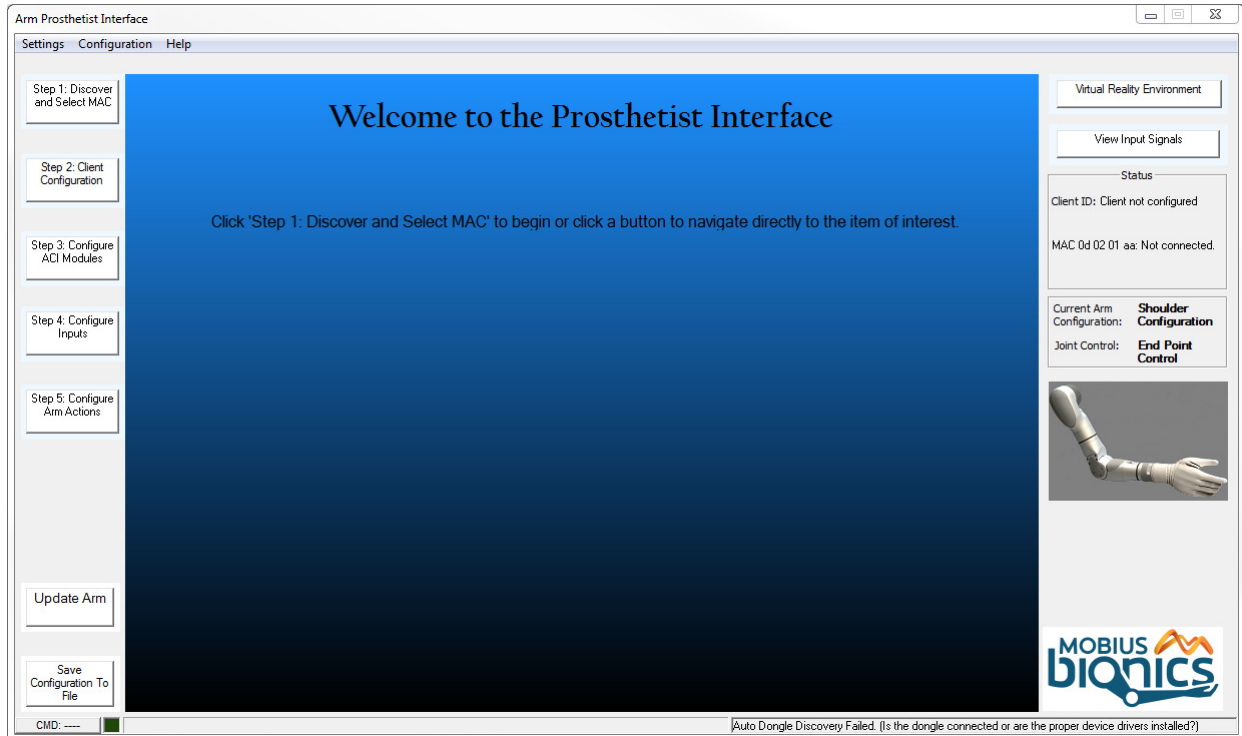 Arm Prosthetist Interface
Settings Configuration Help
Step 1: Discover
and Select MAC
Step 2: Client
Configuration
Step 3: Configure
ACI Modules
Step 4: Configure
Inputs
Step 5: Configure
Arm Actions
Update Arm
Save
Configuration To
File
Welcome to the Prosthetist Interface
Click 'Step 1: Discover and Select MAC' to begin or click a button to navigate directly to the item of interest.
Virtual Reality Environment
View Input Signals
Status
Client ID: Client not configured
MAC 0d 02 01 aa: Not connected.
Current Arm Configuration: Shoulder Configuration
Joint Control: End Point Control
MOBIUS
bionics
CMD: ----
Auto Dongle Discovery Failed. (Is the dongle connected or are the proper device drivers installed?)